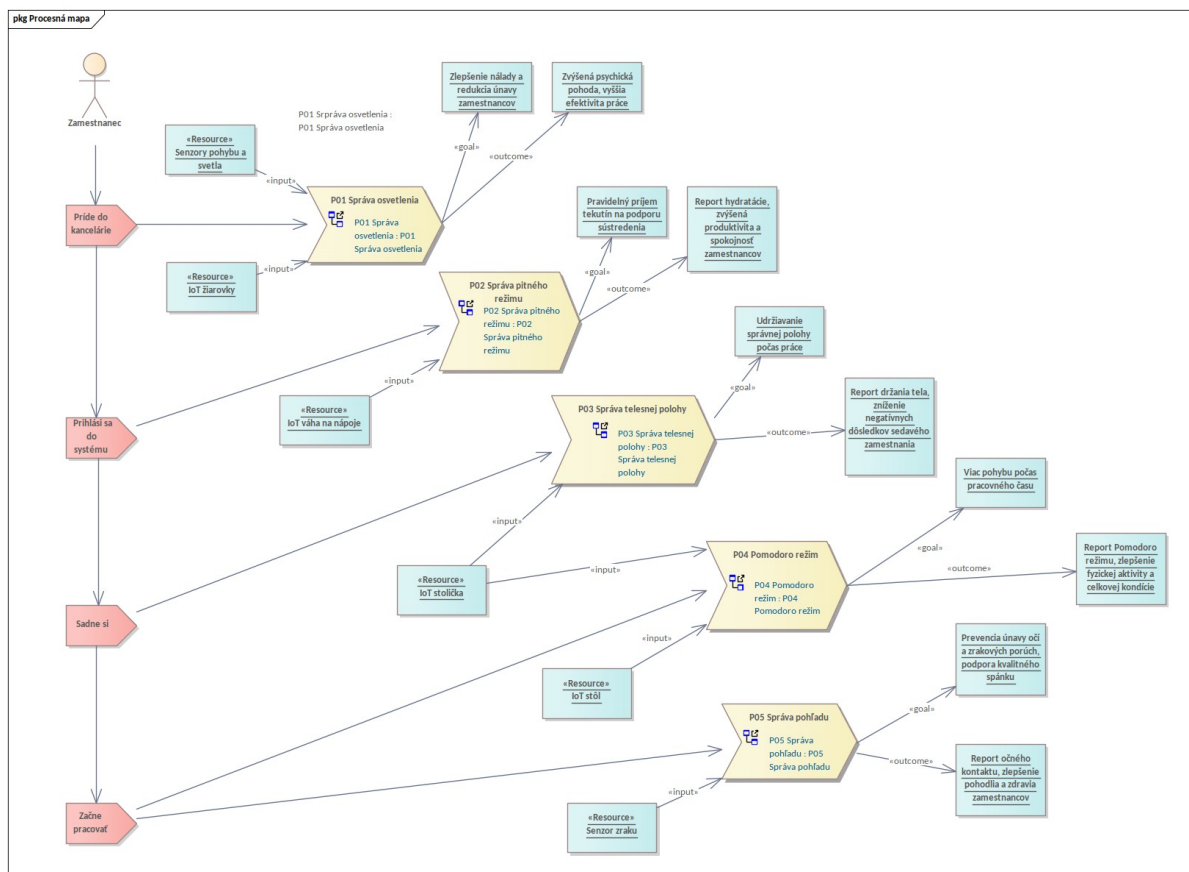 pkg Procesná mapa
Zamestnanec
Zlepšenie nálady a
redukcia únavy
zamestnancov
Zvýšená psychická
pohoda, vyššia
efektivita práce
P01 Srpráva osvetlenia :
P01 Správa osvetlenia
«Resource»
Senzory pohybu a
svetla
«goal»
«outcome»
«input»
Príde do
kancelárie
P01 Správa osvetlenia
P01 Správa
osvetlenia : P01
Správa osvetlenia
«Resource»
IoT žiarovky
«input»
Pravidelný príjem
tekutín na podporu
sústredenia
Report hydratácie,
zvýšená
produktivita a
spokojnosť
zamestnancov
«goal»
«outcome»
P02 Správa pitného
režimu
P02 Správa pitného
režimu : P02
Správa pitného
režimu
Udržiavanie
správnej polohy
počas práce
«input»
«goal»
Prihlási sa
do
systému
«Resource»
IoT váha na nápoje
P03 Správa telesnej polohy
P03 Správa telesnej
polohy : P03
Správa telesnej
polohy
«outcome»
Report držania tela,
zníženie
negatívnych
dôsledkov sedavého
zamestnania
«input»
Viac pohybu počas
pracovného času
«Resource»
IoT stolička
«input»
P04 Pomodoro režim
P04 Pomodoro
režim : P04
Pomodoro režim
«goal»
«outcome»
Report Pomodoro
režimu, zlepšenie
fyzickej aktivity a
celkovej kondície
Sadne si
«input»
«Resource»
IoT stôl
Prevencia únavy očí
a zrakových porúch,
podpora kvalitného
spánku
P05 Správa pohľadu
P05 Správa
pohľadu : P05
Správa pohľadu
«goal»
«outcome»
Report očného
kontaktu, zlepšenie
pohodlia a zdravia
zamestnancov
«input»
Začne
pracovať
«Resource»
Senzor zraku